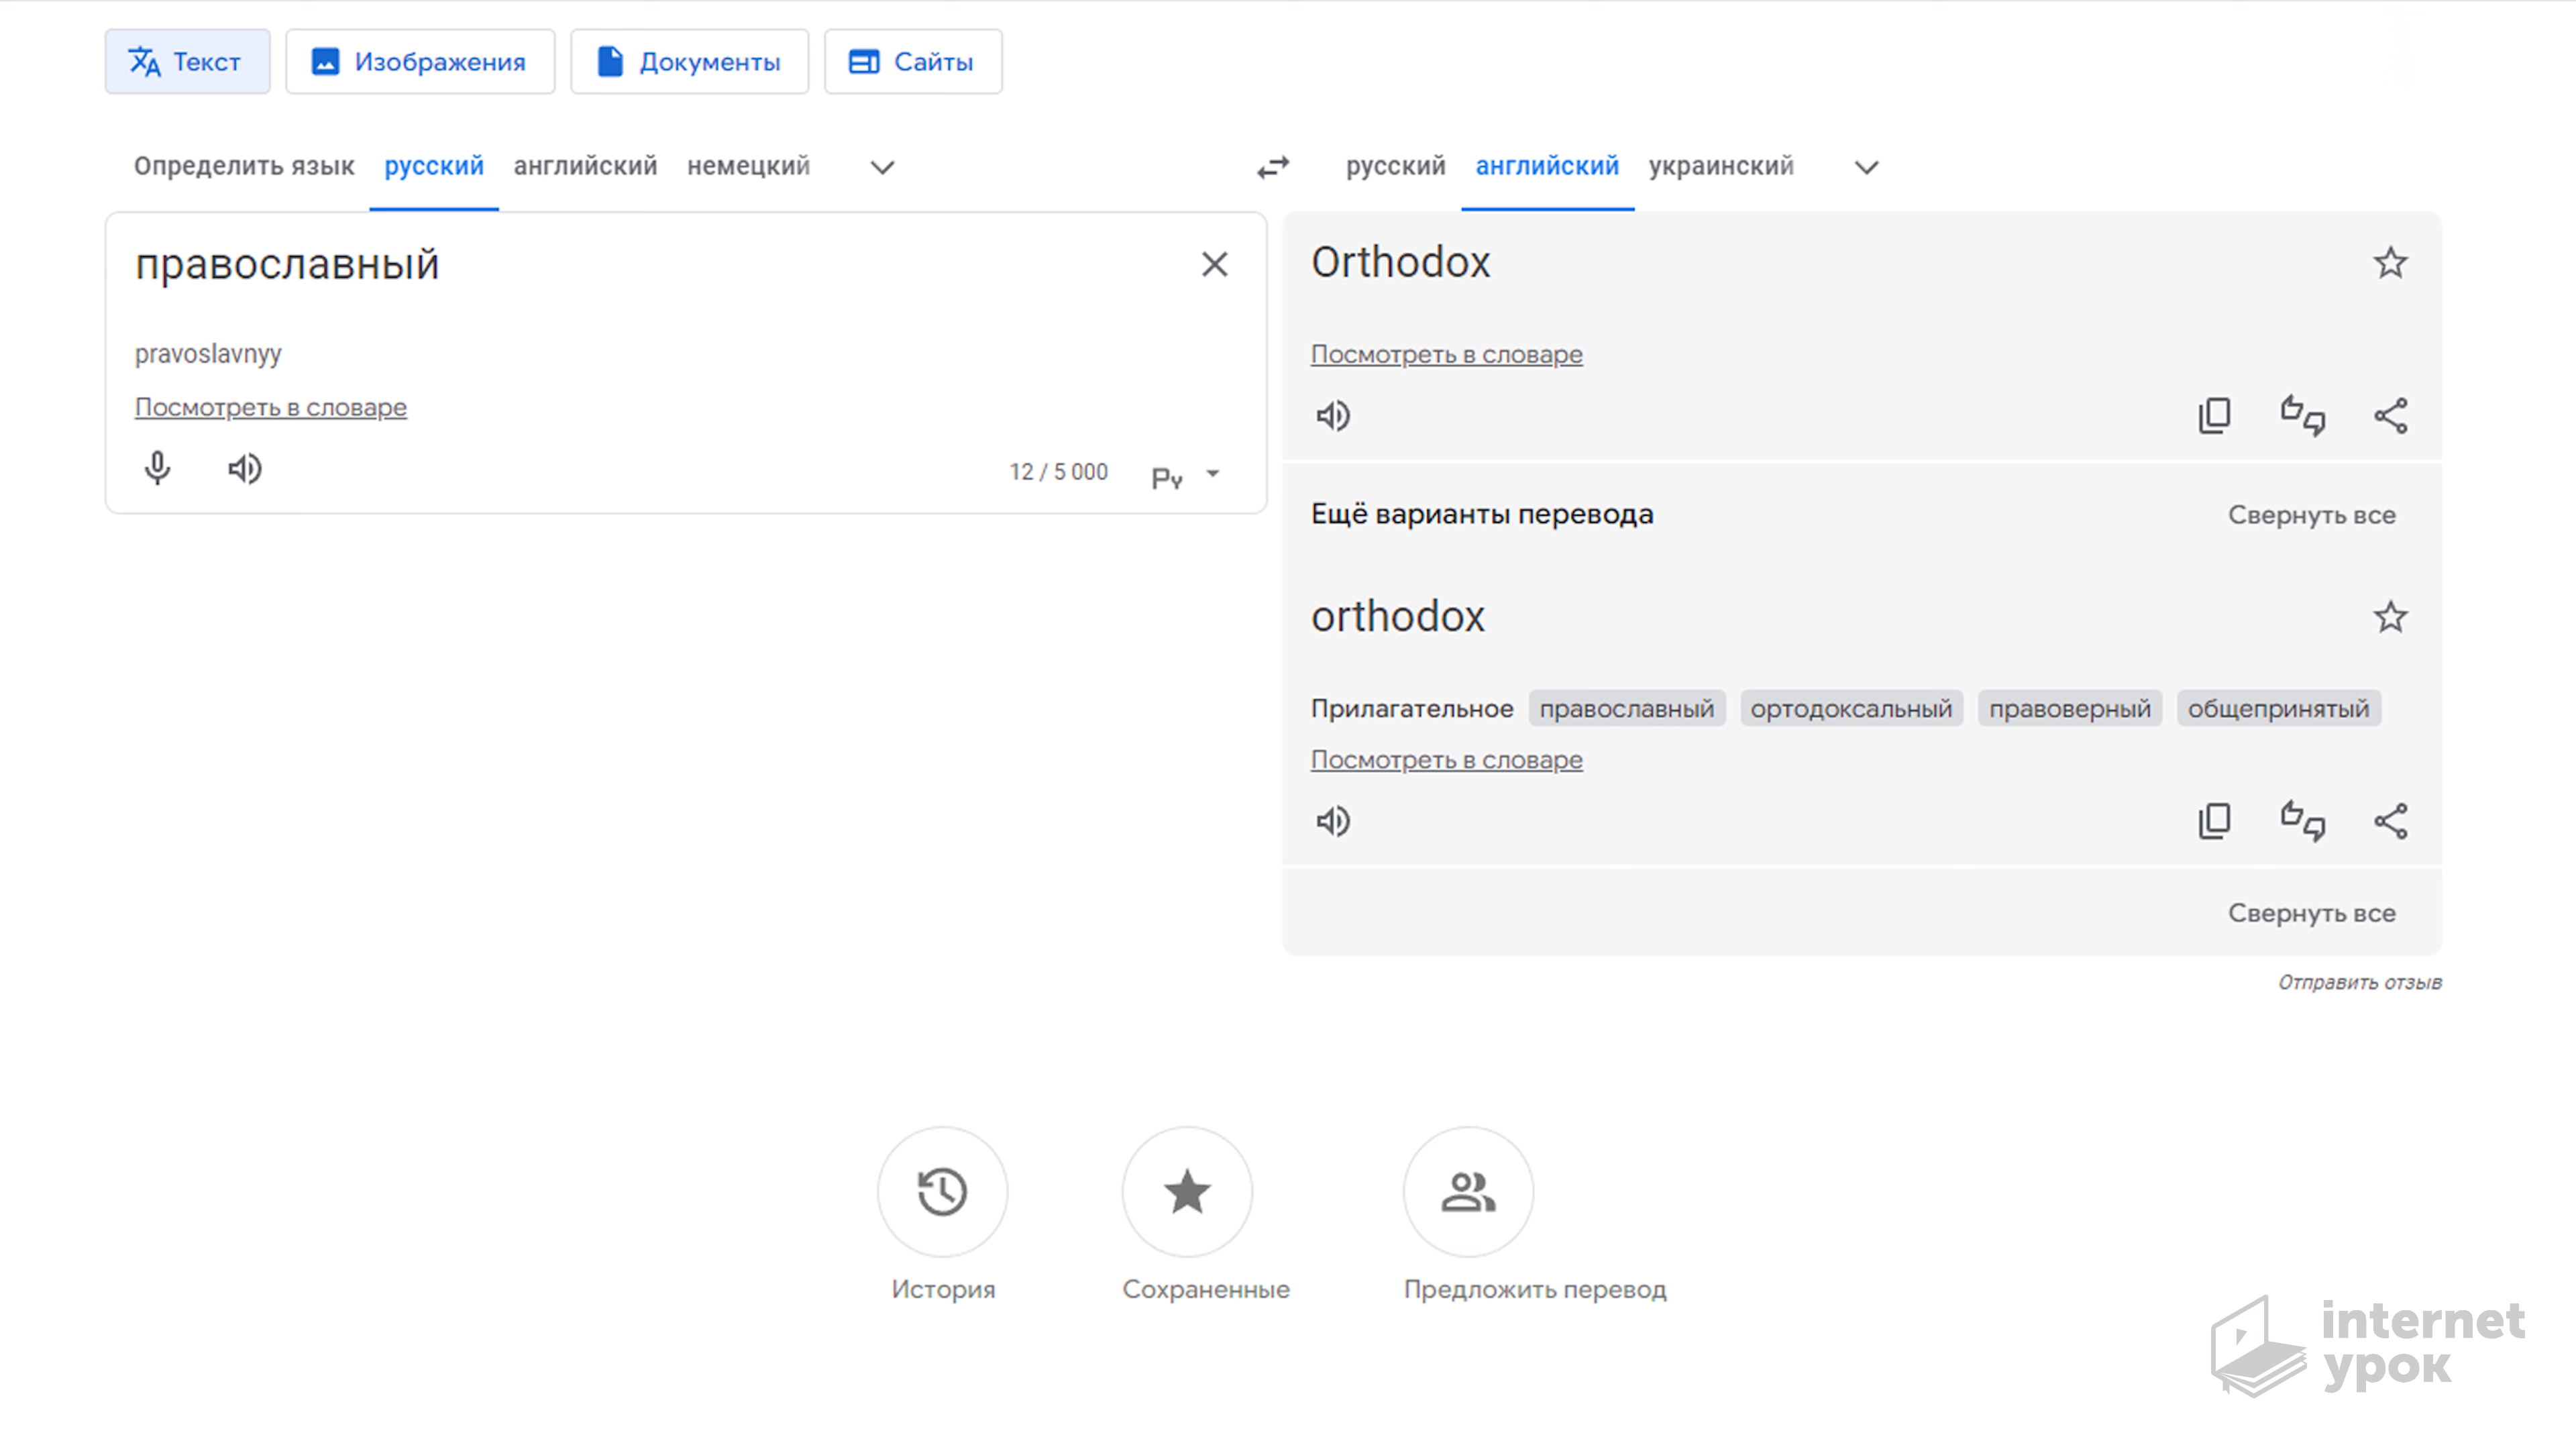 Текст Изображения Документы Сайты
Определить язык русский английский немецкий
русский английский украинский
православный
pravoslavnyy
Посмотреть в словаре
12 / 5 000
Ру
Orthodox
Посмотреть в словаре
Ещё варианты перевода
Свернуть все
orthodox
Прилагательное православный ортодоксальный правоверный общепринятый
Посмотреть в словаре
Свернуть все
Отправить отзыв
История Сохраненные Предложить перевод
internet
урок